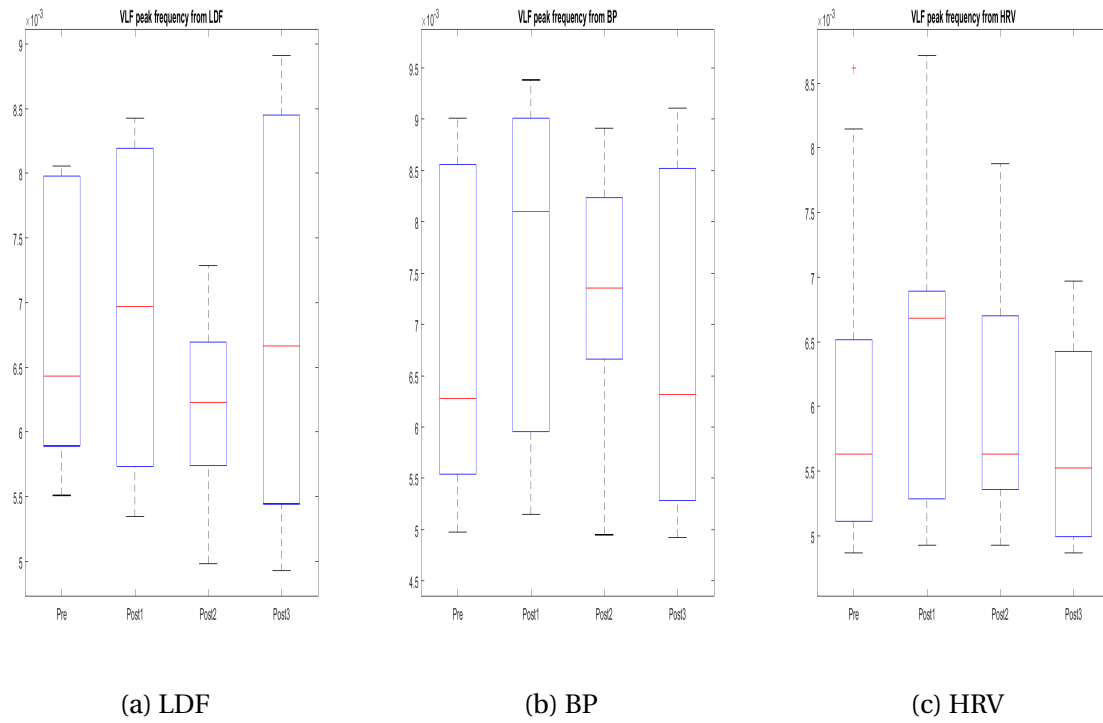 ×10⁻³
VLF peak frequency from LDF
9
8.5
8
7.5
7
6.5
6
5.5
5
Pre
Post1
Post2
Post3
×10⁻³
VLF peak frequency from BP
9.5
9
8.5
8
7.5
7
6.5
6
5.5
5
4.5
Pre
Post1
Post2
Post3
×10⁻³
VLF peak frequency from HRV
8.5
8
7.5
7
6.5
6
5.5
5
Pre
Post1
Post2
Post3
(a) LDF
(b) BP
(c) HRV